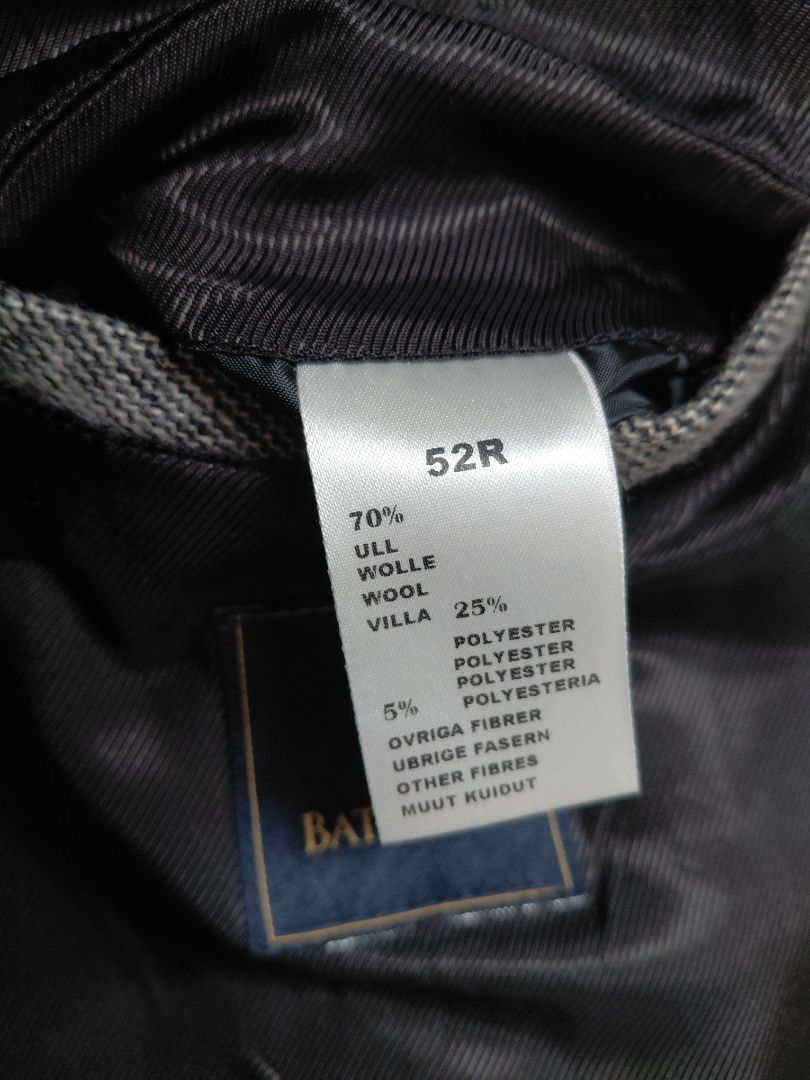 52R
70%
ULL
WOLLE
WOOL
VILLA
25%
POLYESTER
POLYESTER
POLYESTER
POLYESTERIA
5%
OVRIGA FIBRER
UBRIGE FASERN
OTHER FIBRES
MUUT KUIDUT